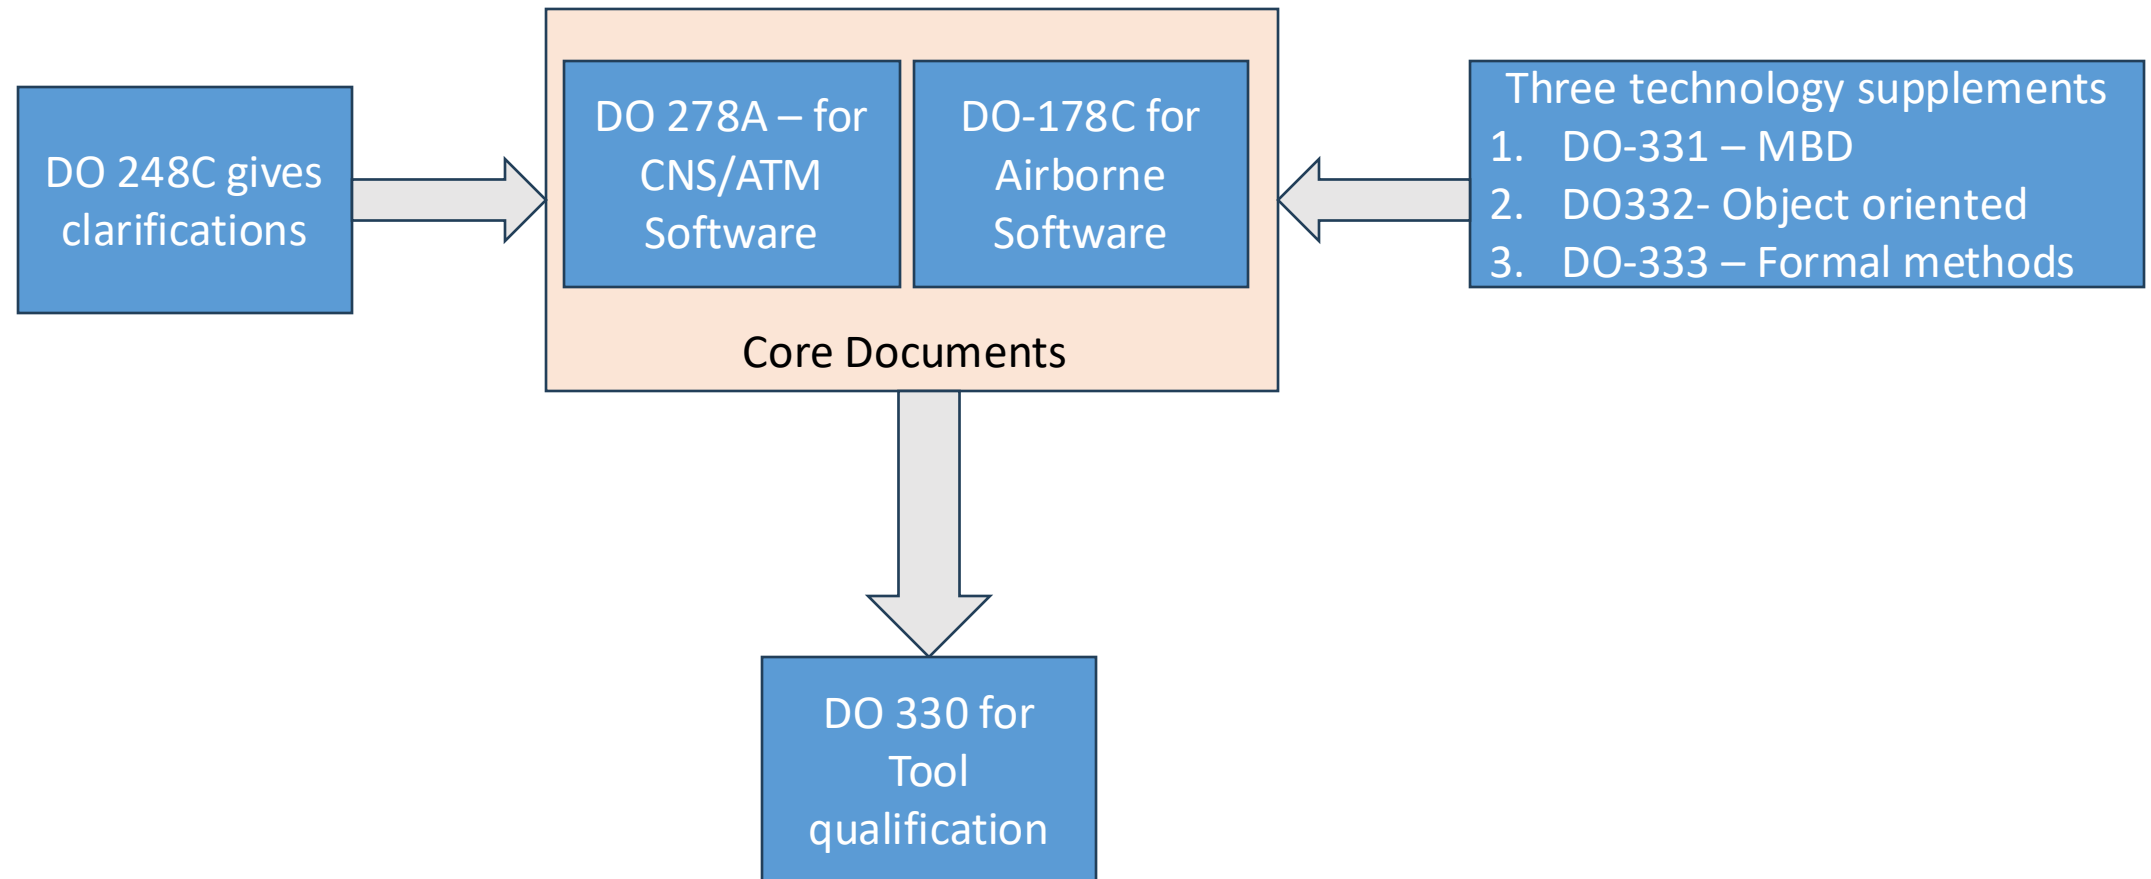 DO 248C gives
clarifications
DO 278A – for
CNS/ATM
Software
DO-178C for
Airborne
Software
Core Documents
Three technology supplements
1. DO-331 – MBD
2. DO332- Object oriented
3. DO-333 – Formal methods
DO 330 for
Tool
qualification